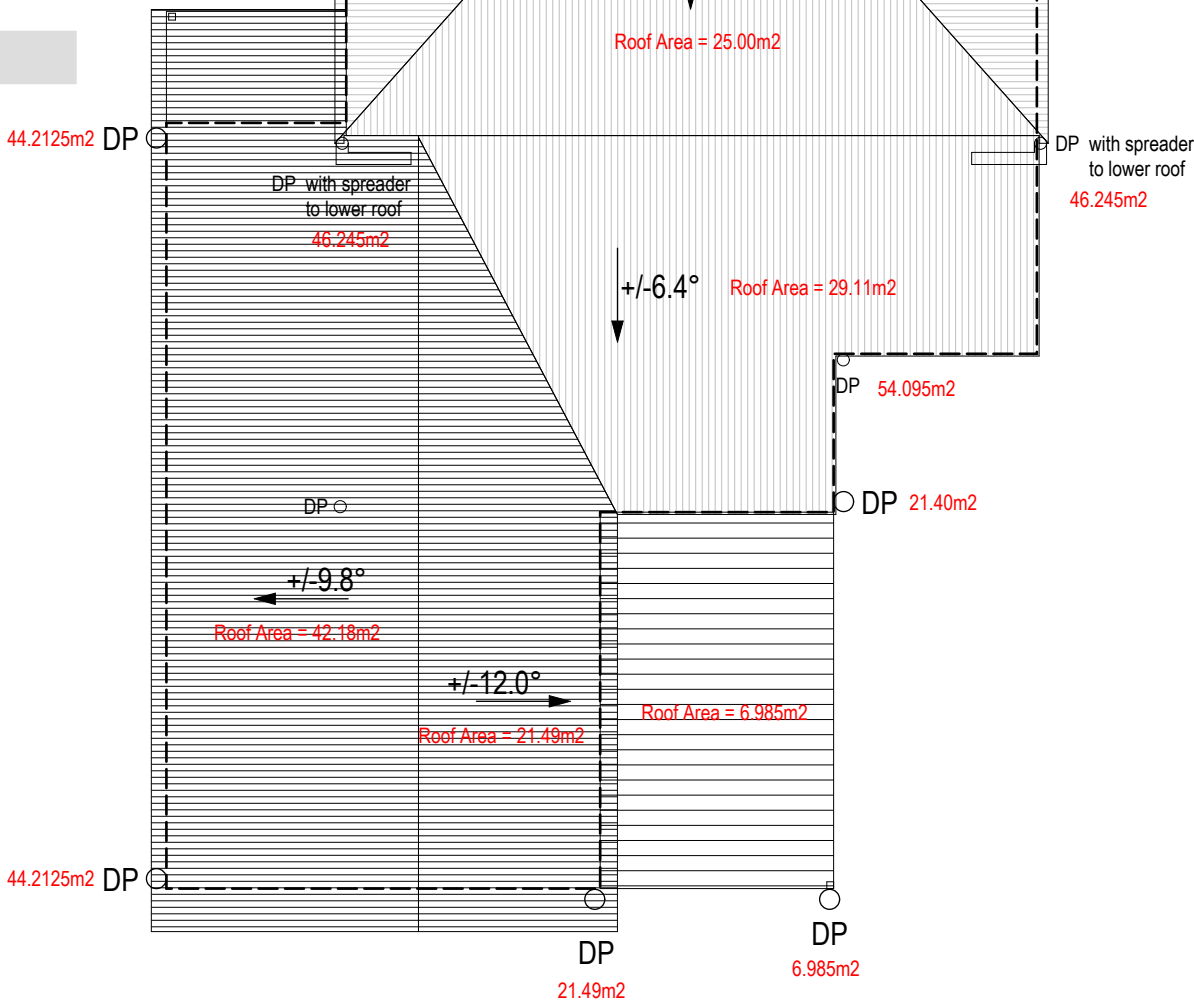 Roof Area = 25.00m2
44.2125m2 DP
DP with spreader
to lower roof
46.245m2
DP with spreader
to lower roof
46.245m2
+/-6.4°
Roof Area = 29.11m2
DP 54.095m2
DP
DP 21.40m2
+/-9.8°
Roof Area = 42.18m2
+/-12.0°
Roof Area = 21.49m2
Roof Area = 6.985m2
44.2125m2 DP
DP
21.49m2
DP
6.985m2